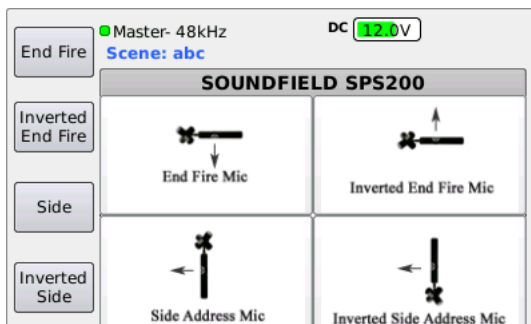 End Fire
Master- 48kHz
DC 12.0V
Scene: abc
SOUNDFIELD SPS200
Inverted
End Fire
End Fire Mic
Inverted End Fire Mic
Side
Inverted
Side
Side Address Mic
Inverted Side Address Mic